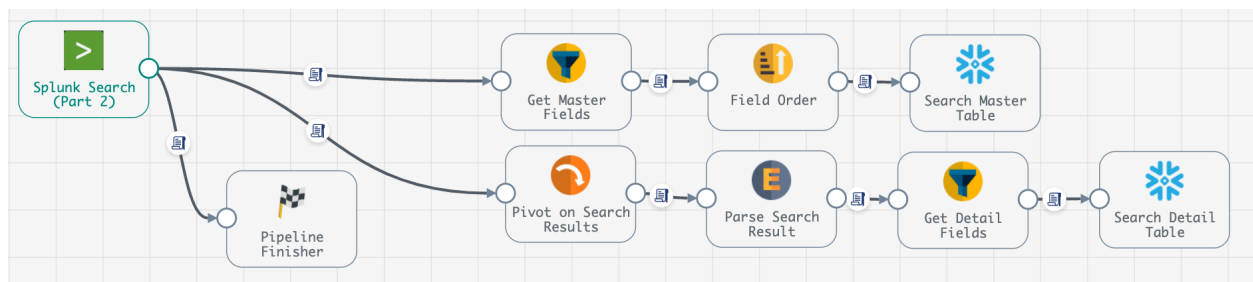 Splunk Search
(Part 2)
Get Master
Fields
Field Order
Search Master
Table
Pipeline
Finisher
Pivot on Search
Results
E
Parse Search
Result
Get Detail
Fields
Search Detail
Table